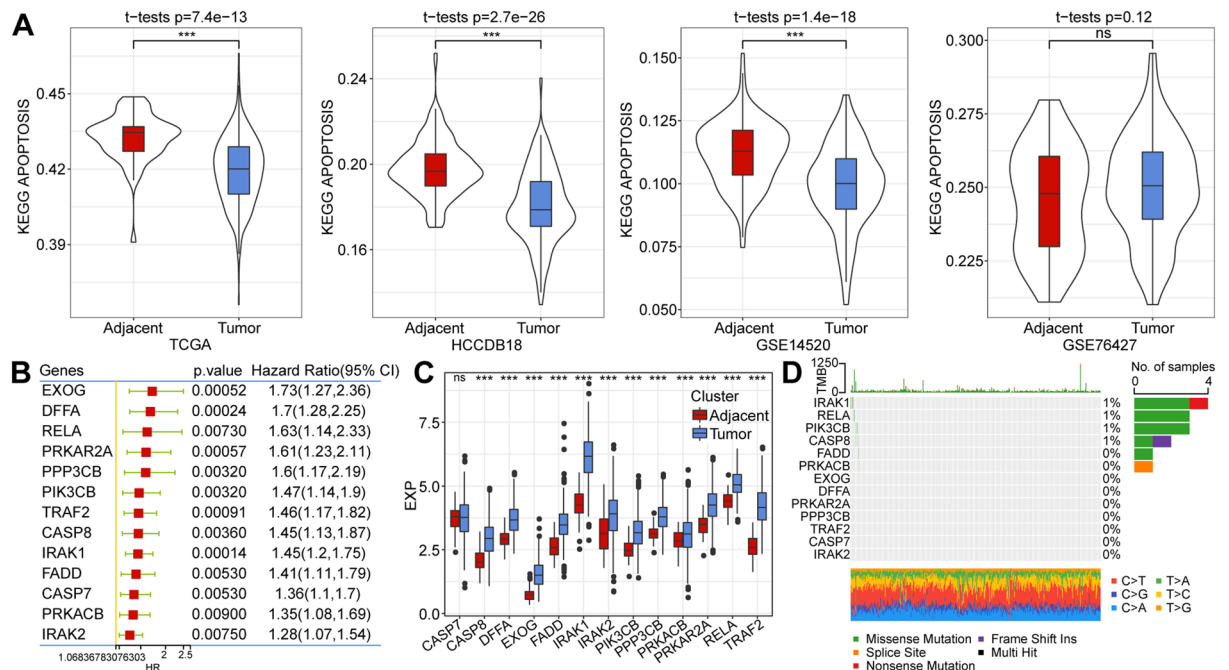 A
t-tests p=7.4e-13
t-tests p=2.7e-26
t-tests p=1.4e-18
t-tests p=0.12
***
***
***
ns
KEGG APOPTOSIS
0.45
0.42
0.39
Adjacent Tumor
TCGA
KEGG APOPTOSIS
0.24
0.20
0.16
Adjacent Tumor
HCCDB18
KEGG APOPTOSIS
0.125
0.100
0.075
0.050
Adjacent Tumor
GSE14520
KEGG APOPTOSIS
0.300
0.275
0.250
0.225
Adjacent Tumor
GSE76427
B
Genes p.value Hazard Ratio(95% CI)
EXOG 0.00052 1.73(1.27,2.36)
DFFA 0.00024 1.7(1.28,2.25)
RELA 0.00730 1.63(1.14,2.33)
PRKAR2A 0.00057 1.61(1.23,2.11)
PPP3CB 0.00320 1.6(1.17,2.19)
PIK3CB 0.00320 1.47(1.14,1.9)
TRAF2 0.00091 1.46(1.17,1.82)
CASP8 0.00360 1.45(1.13,1.87)
IRAK1 0.00014 1.45(1.2,1.75)
FADD 0.00530 1.41(1.11,1.79)
CASP7 0.00530 1.36(1.1,1.7)
PRKACB 0.00900 1.35(1.08,1.69)
IRAK2 0.00750 1.28(1.07,1.54)
1.06836783076303 2 2.5
HR
C
ns *** *** *** *** *** *** *** *** *** *** *** ***
Cluster
Adjacent
Tumor
EXP
7.5
5.0
2.5
0.0
CASP7
CASP8
DFFA
EXOG
FADD
IRAK1
IRAK2
PIK3CB
PPP3CB
PRKACB
PRKAR2A
RELA
TRAF2
D
TMB
1250
0
No. of samples
0 4
IRAK1 1%
RELA 1%
PIK3CB 1%
CASP8 1%
FADD 0%
PRKACB 0%
EXOG 0%
DFFA 0%
PRKAR2A 0%
PPP3CB 0%
TRAF2 0%
CASP7 0%
IRAK2 0%
C>T T>A
C>G T>C
C>A T>G
Missense Mutation Frame Shift Ins
Splice Site Multi Hit
Nonsense Mutation